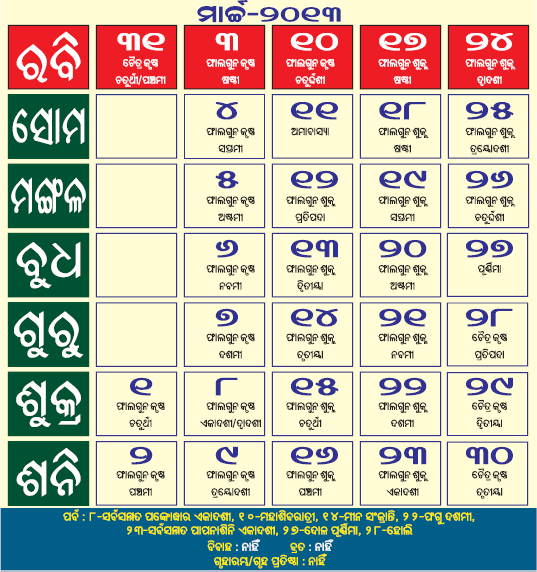 ମାର୍ଚ୍ଚ-୨୦୧୩
ରବି ୩୧ ୩ ୧୦ ୧୭ ୨୪
ଚୈତ୍ର କୃଷ୍ଣ ଫାଲଗୁନ କୃଷ୍ଣ ଫାଲଗୁନ କୃଷ୍ଣ ଫାଲଗୁନ ଶୁକ୍ଳ ଫାଲଗୁନ ଶୁକ୍ଳ
ଚତୁର୍ଥୀ/ପଞ୍ଚମୀ ଷଷ୍ଠୀ ଚତୁର୍ଦ୍ଦଶୀ ଷଷ୍ଠୀ ଦ୍ୱାଦଶୀ
ସୋମ ୪ ୧୧ ୧୮ ୨୫
ଫାଲଗୁନ କୃଷ୍ଣ ଅମାବାସ୍ୟା ଫାଲଗୁନ ଶୁକ୍ଳ ଫାଲଗୁନ ଶୁକ୍ଳ
ସପ୍ତମୀ ଷଷ୍ଠୀ ତ୍ରୟୋଦଶୀ
ମଙ୍ଗଳ ୫ ୧୨ ୧୯ ୨୬
ଫାଲଗୁନ କୃଷ୍ଣ ଫାଲଗୁନ ଶୁକ୍ଳ ଫାଲଗୁନ ଶୁକ୍ଳ ଫାଲଗୁନ ଶୁକ୍ଳ
ଅଷ୍ଟମୀ ପ୍ରତିପଦା ସପ୍ତମୀ ଚତୁର୍ଦ୍ଦଶୀ
ବୁଧ ୬ ୧୩ ୨୦ ୨୭
ଫାଲଗୁନ କୃଷ୍ଣ ଫାଲଗୁନ ଶୁକ୍ଳ ଫାଲଗୁନ ଶୁକ୍ଳ ପୂର୍ଣ୍ଣିମା
ନବମୀ ଦ୍ୱିତୀୟା ଅଷ୍ଟମୀ
ଗୁରୁ ୭ ୧୪ ୨୧ ୨୮
ଫାଲଗୁନ କୃଷ୍ଣ ଫାଲଗୁନ ଶୁକ୍ଳ ଫାଲଗୁନ ଶୁକ୍ଳ ଚୈତ୍ର କୃଷ୍ଣ
ଦଶମୀ ତୃତୀୟା ନବମୀ ପ୍ରତିପଦା
ଶୁକ୍ର ୧ ୮ ୧୫ ୨୨ ୨୯
ଫାଲଗୁନ କୃଷ୍ଣ ଫାଲଗୁନ କୃଷ୍ଣ ଫାଲଗୁନ ଶୁକ୍ଳ ଫାଲଗୁନ ଶୁକ୍ଳ ଚୈତ୍ର କୃଷ୍ଣ
ଚତୁର୍ଥୀ ଏକାଦଶୀ/ଦ୍ୱାଦଶୀ ଚତୁର୍ଥୀ ଦଶମୀ ଦ୍ୱିତୀୟା
ଶନି ୨ ୯ ୧୬ ୨୩ ୩୦
ଫାଲଗୁନ କୃଷ୍ଣ ଫାଲଗୁନ କୃଷ୍ଣ ଫାଲଗୁନ ଶୁକ୍ଳ ଫାଲଗୁନ ଶୁକ୍ଳ ଚୈତ୍ର କୃଷ୍ଣ
ପଞ୍ଚମୀ ତ୍ରୟୋଦଶୀ ପଞ୍ଚମୀ ଏକାଦଶୀ ତୃତୀୟା
ପର୍ବ : ୮-ସର୍ବସମ୍ମତ ପଙ୍କୋଦ୍ଧାର ଏକାଦଶୀ, ୧୦-ମହାଶିବରାତ୍ରୀ, ୧୪-ମୀନ ସଂକ୍ରାନ୍ତି, ୨୨-ଫଗୁ ଦଶମୀ,
୨୩-ସର୍ବସମ୍ମତ ପାପନାଶିନି ଏକାଦଶୀ, ୨୭-ଦୋଳ ପୂର୍ଣ୍ଣିମା, ୨୮-ହୋଲି
ବିବାହ : ନାହିଁ ବ୍ରତ : ନାହିଁ
ଗୃହାରମ୍ଭ/ଗୃହ ପ୍ରତିଷ୍ଠା : ନାହିଁ